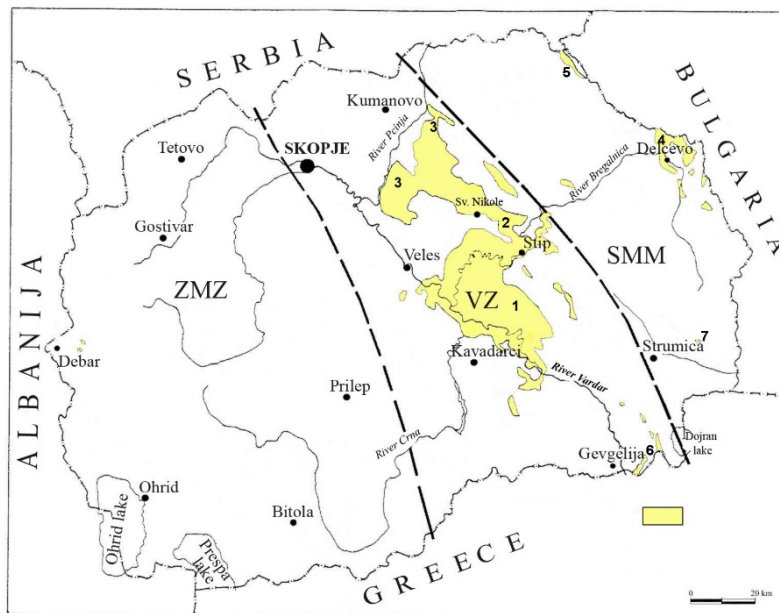 SERBIA
BULGARIA
5
Kumanovo
River Pcinja
3
4
Delcevo
Tetovo
SKOPJE
River Bregalnica
3
Sv. Nikole
2
Gostivar
Stip
Veles
SMM
ZMZ
VZ
1
ALBANIJA
7
Debar
Strumica
Kavadarci
River Vardar
Prilep
River Crna
Dojran
lake
6
Gevgelija
Ohrid
Ohrid lake
Bitola
Prespa
lake
GREECE
0
20 km